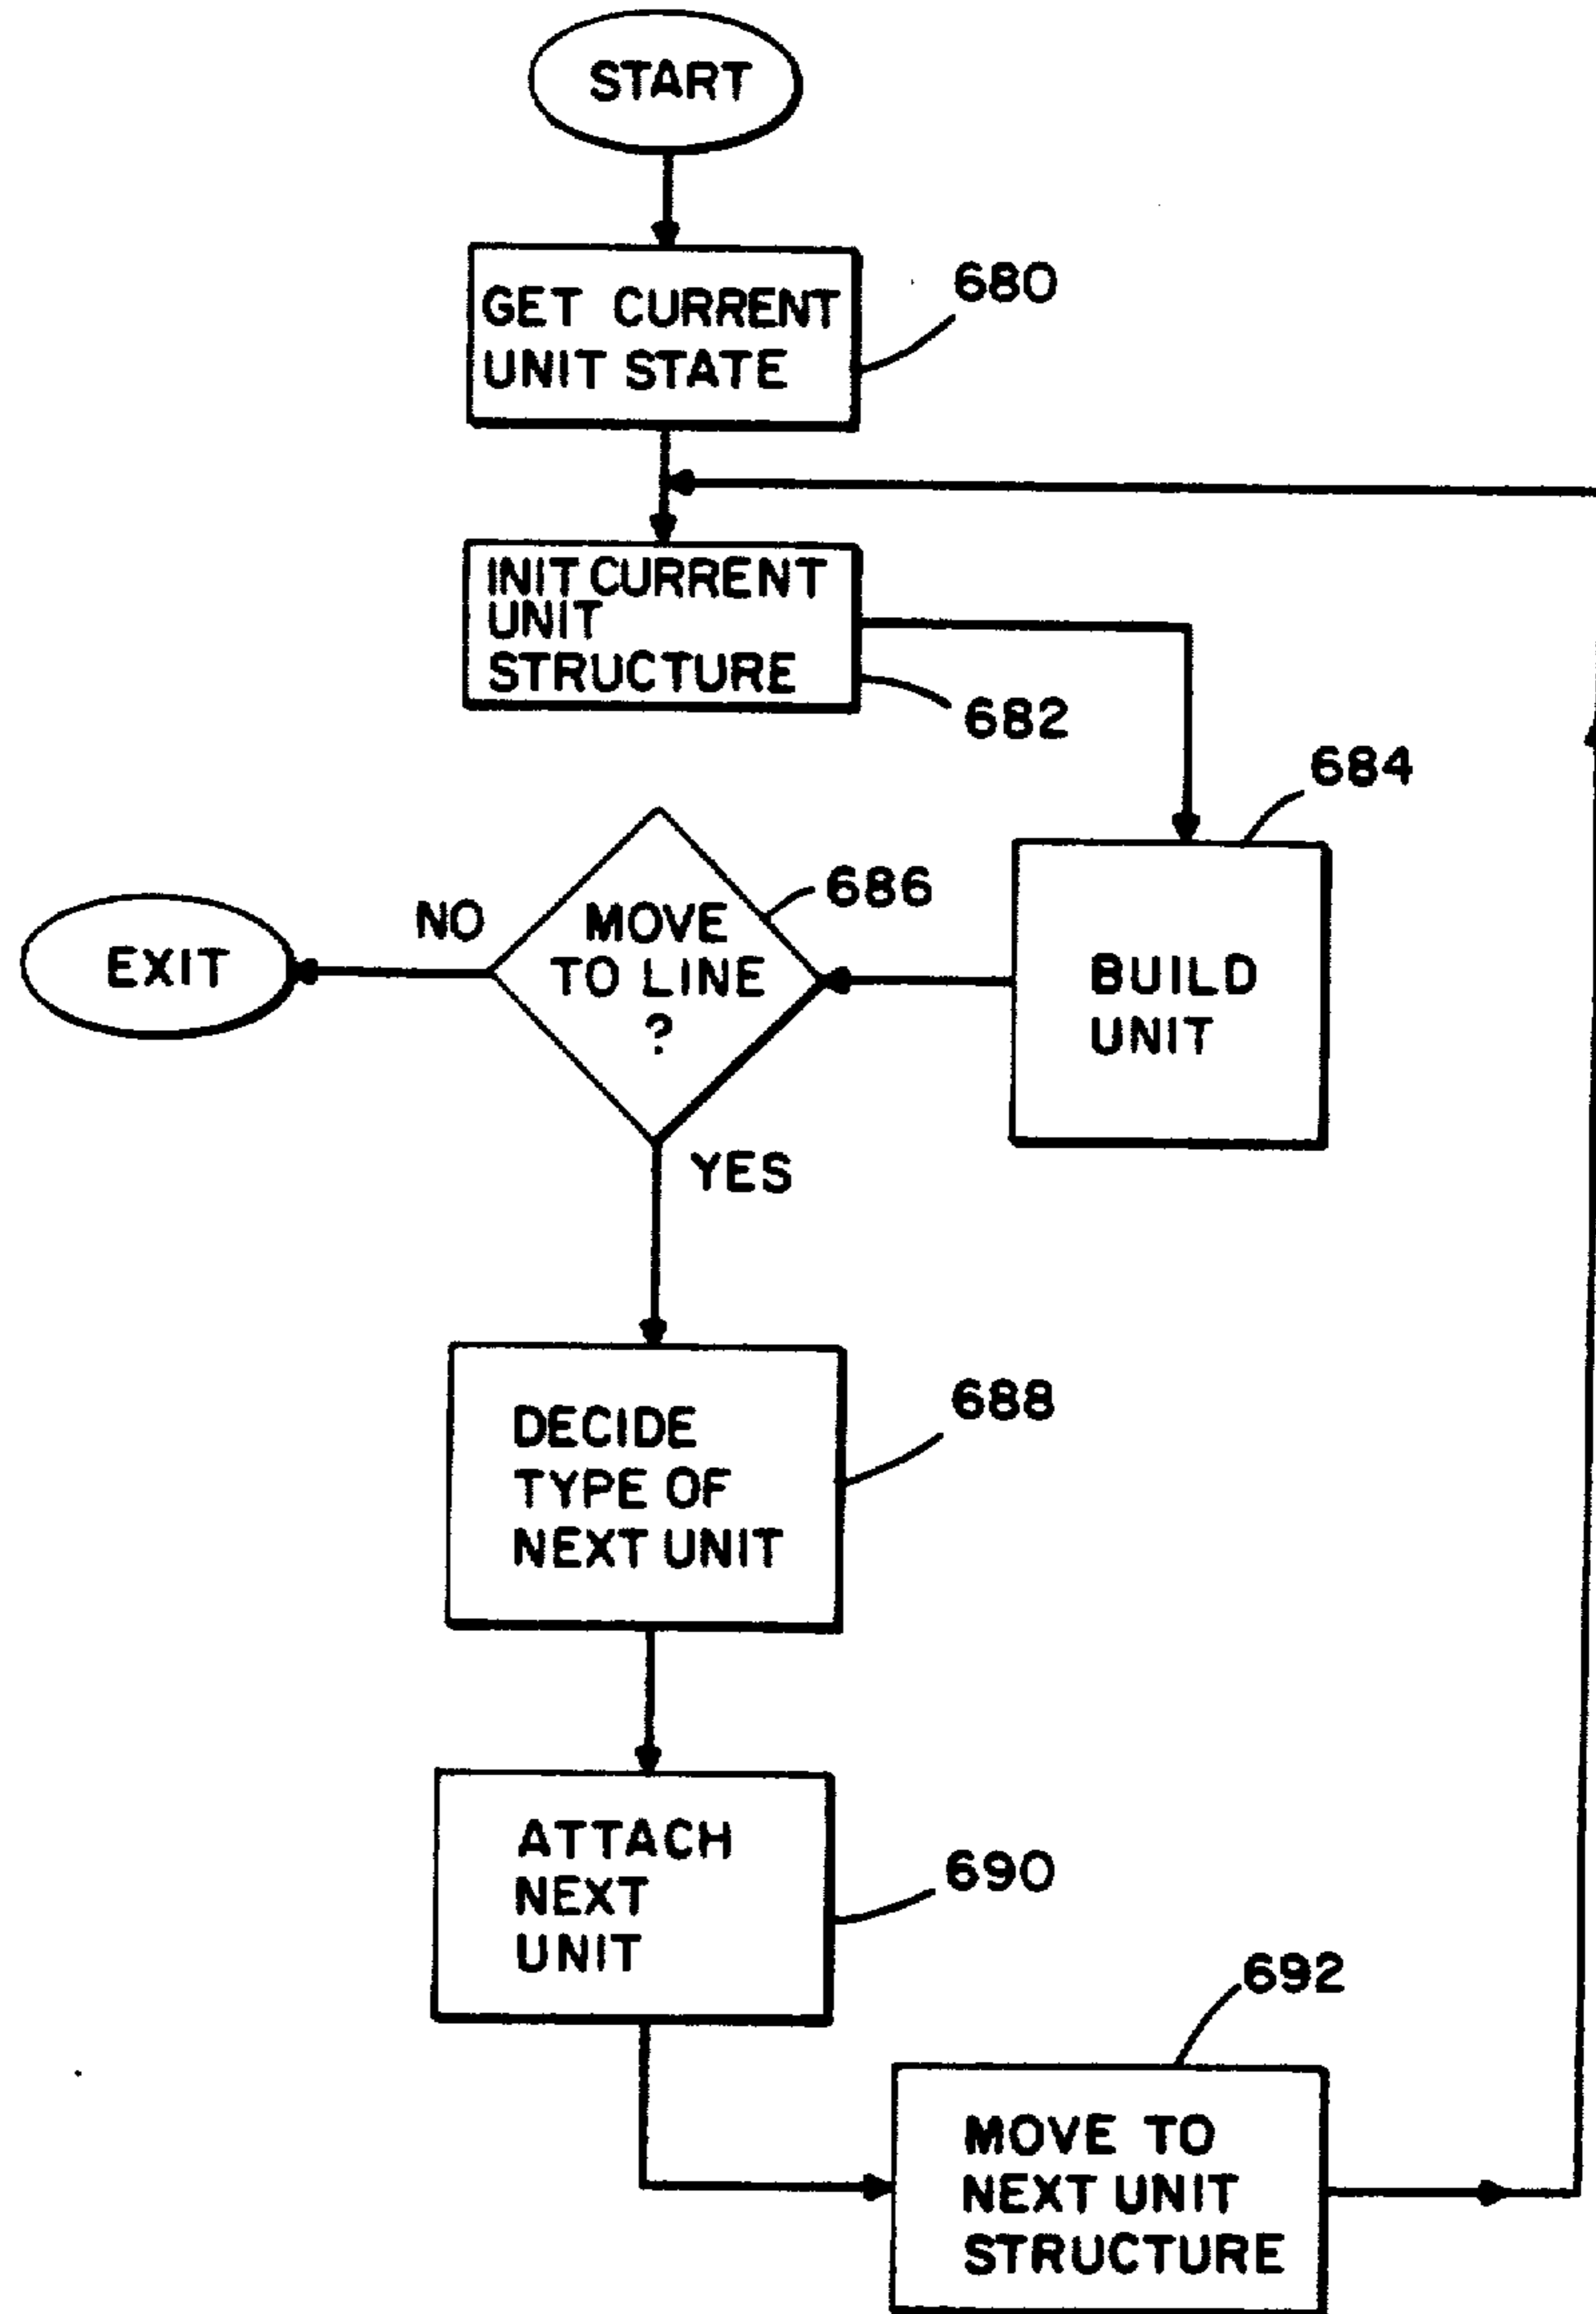 START
GET CURRENT
UNIT STATE
680
INIT CURRENT
UNIT
STRUCTURE
682
684
686
NO
MOVE
TO LINE
?
EXIT
BUILD
UNIT
YES
688
DECIDE
TYPE OF
NEXT UNIT
ATTACH
NEXT
UNIT
690
692
MOVE TO
NEXT UNIT
STRUCTURE